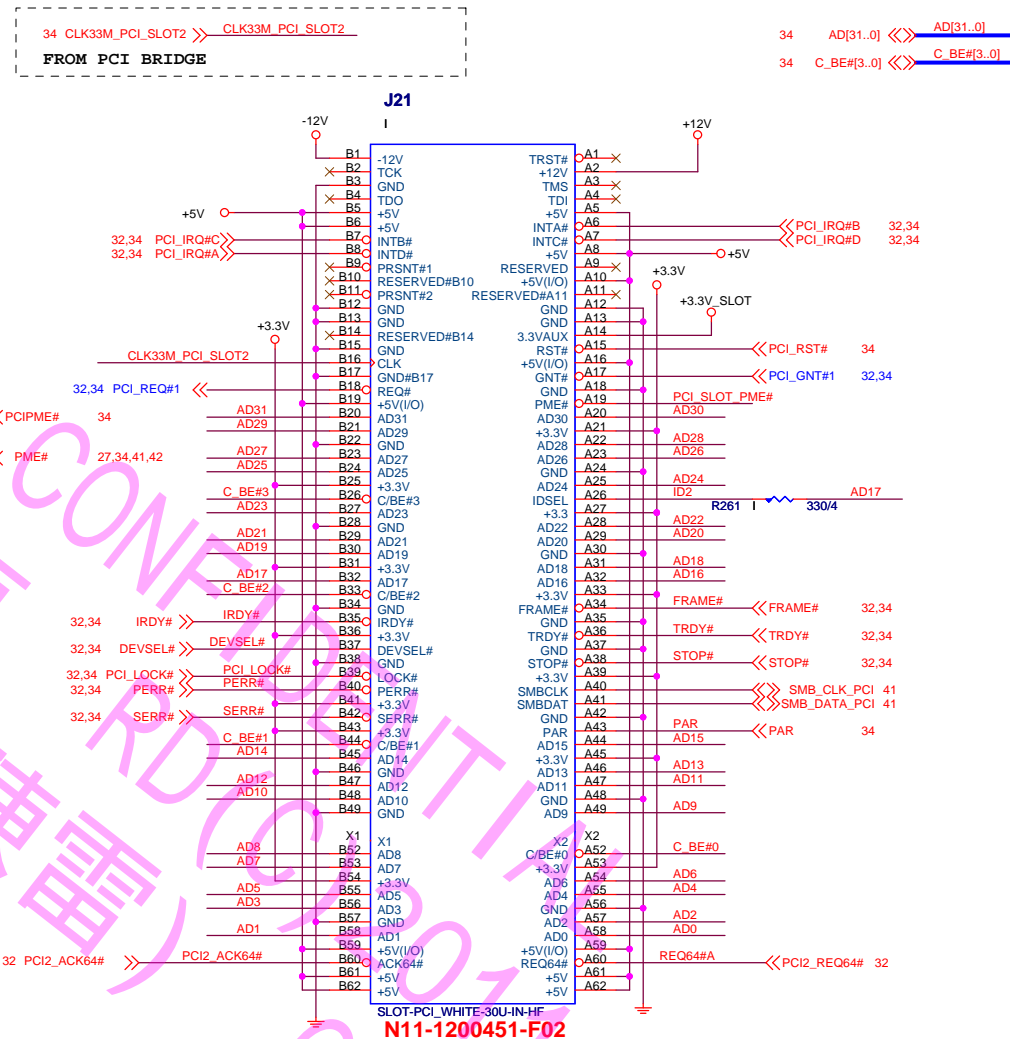 34 CLK33M_PCI_SLOT2 CLK33M_PCI_SLOT2
FROM PCI BRIDGE
34 AD[31..0] AD[31..0]
34 C_BE#[3..0] C_BE#[3..0]
J21
I
-12V
+12V
B1 -12V TRST# A1
B2 TCK +12V A2
B3 GND TMS A3
B4 TDO TDI A4
+5V B5 +5V +5V A5
B6 +5V INTA# A6 PCI_IRQ#B 32,34
32,34 PCI_IRQ#C B7 INTB# INTC# A7 PCI_IRQ#D 32,34
32,34 PCI_IRQ#A B8 INTD# +5V A8 +5V
B9 PRSNT#1 RESERVED A9
B10 RESERVED#B10 +5V(I/O) A10
+3.3V
B11 PRSNT#2 RESERVED#A11 A11
B12 GND GND A12
+3.3V_SLOT
B13 GND GND A13
+3.3V
B14 RESERVED#B14 3.3VAUX A14
B15 GND RST# A15 PCI_RST# 34
CLK33M_PCI_SLOT2 B16 CLK +5V(I/O) A16
B17 GND#B17 GNT# A17 PCI_GNT#1 32,34
32,34 PCI_REQ#1 B18 REQ# GND A18
B19 +5V(I/O) PME# A19 PCI_SLOT_PME#
PCIPME# 34 AD31 B20 AD31 AD30 A20 AD30
AD29 B21 AD29 +3.3V A21
B22 GND AD28 A22 AD28
PME# 27,34,41,42 AD27 B23 AD27 AD26 A23 AD26
AD25 B24 AD25 GND A24
B25 +3.3V AD24 A25 AD24
C_BE#3 B26 C/BE#3 IDSEL A26 ID2 R261 I 330/4 AD17
AD23 B27 AD23 +3.3 A27
B28 GND AD22 A28 AD22
AD21 B29 AD21 AD20 A29 AD20
AD19 B30 AD19 GND A30
B31 +3.3V AD18 A31 AD18
AD17 B32 AD17 AD16 A32 AD16
C_BE#2 B33 C/BE#2 +3.3V A33
B34 GND FRAME# A34 FRAME# FRAME# 32,34
32,34 IRDY# IRDY# B35 IRDY# GND A35
B36 +3.3V TRDY# A36 TRDY# TRDY# 32,34
32,34 DEVSEL# DEVSEL# B37 DEVSEL# GND A37
B38 GND STOP# A38 STOP# STOP# 32,34
32,34 PCI_LOCK# PCI_LOCK# B39 LOCK# +3.3V A39
32,34 PERR# PERR# B40 PERR# SMBCLK A40 SMB_CLK_PCI 41
B41 +3.3V SMBDAT A41 SMB_DATA_PCI 41
32,34 SERR# SERR# B42 SERR# GND A42
B43 +3.3V PAR A43 PAR PAR 34
C_BE#1 B44 C/BE#1 AD15 A44 AD15
AD14 B45 AD14 +3.3V A45
B46 GND AD13 A46 AD13
AD12 B47 AD12 AD11 A47 AD11
AD10 B48 AD10 GND A48
B49 GND AD9 A49 AD9
X1 X1 X2 X2
AD8 B52 AD8 C/BE#0 A52 C_BE#0
AD7 B53 AD7 +3.3V A53
B54 +3.3V AD6 A54 AD6
AD5 B55 AD5 AD4 A55 AD4
AD3 B56 AD3 GND A56
B57 GND AD2 A57 AD2
AD1 B58 AD1 AD0 A58 AD0
B59 +5V(I/O) +5V(I/O) A59
32 PCI2_ACK64# PCI2_ACK64# B60 ACK64# REQ64# A60 REQ64#A PCI2_REQ64# 32
B61 +5V +5V A61
B62 +5V +5V A62
SLOT-PCI_WHITE-30U-IN-HF
N11-1200451-F02
CONFIDENTIAL
RD(C)201
雷)